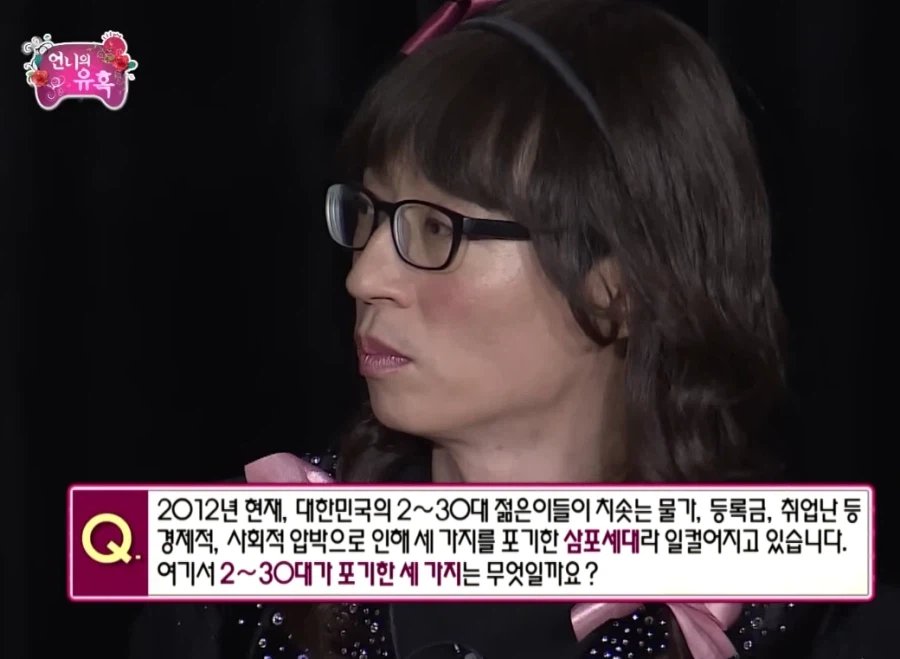 언니의
유혹
Q.
2012년 현재, 대한민국의 2~30대 젊은이들이 치솟는 물가, 등록금, 취업난 등
경제적, 사회적 압박으로 인해 세 가지를 포기한 삼포세대라 일컬어지고 있습니다.
여기서 2~30대가 포기한 세 가지는 무엇일까요?